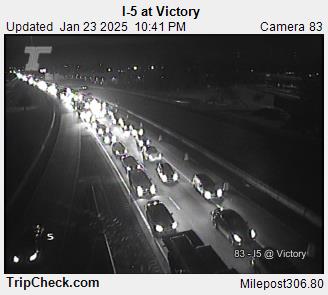 I-5 at Victory
Updated Jan 23 2025 10:41 PM Camera 83
S
83 - I5 @ Victory
TripCheck.com Milepost306.80